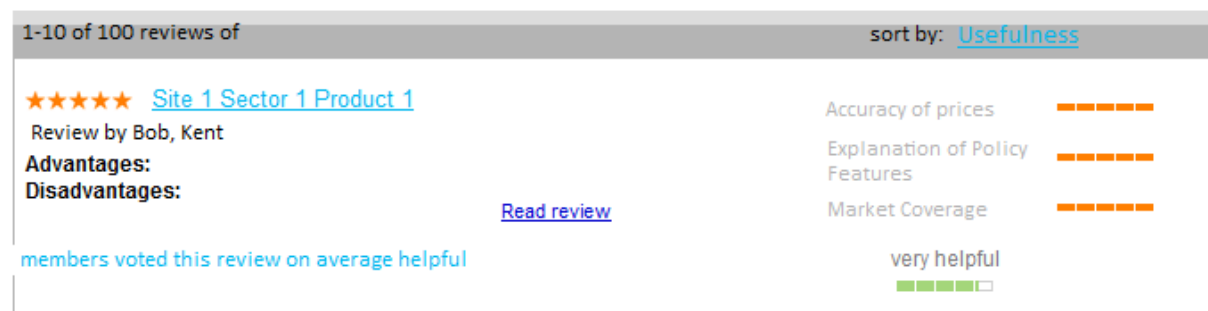 1-10 of 100 reviews of
sort by: Usefulness
Site 1 Sector 1 Product 1
Review by Bob, Kent
Advantages:
Disadvantages:
Read review
Accuracy of prices
Explanation of Policy
Features
Market Coverage
members voted this review on average helpful
very helpful